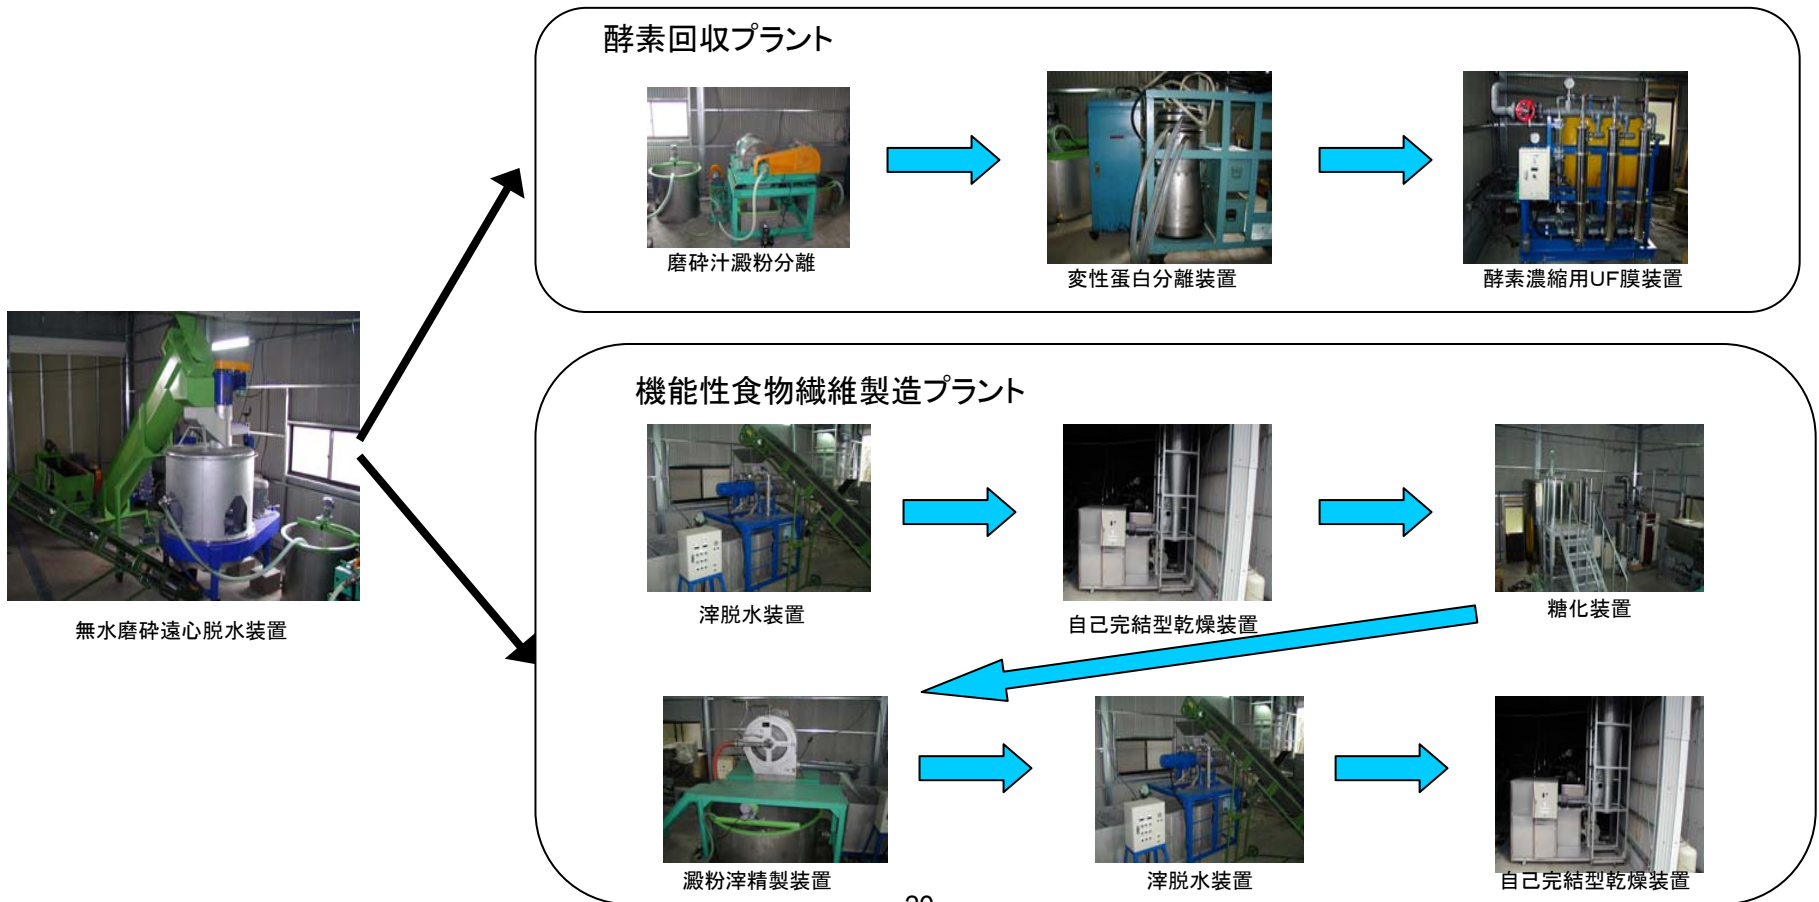 酵素回収プラント
磨砕汁澱粉分離
変性蛋白分離装置
酵素濃縮用UF膜装置
無水磨砕遠心脱水装置
機能性食物繊維製造プラント
滓脱水装置
自己完結型乾燥装置
糖化装置
澱粉滓精製装置
滓脱水装置
自己完結型乾燥装置
20